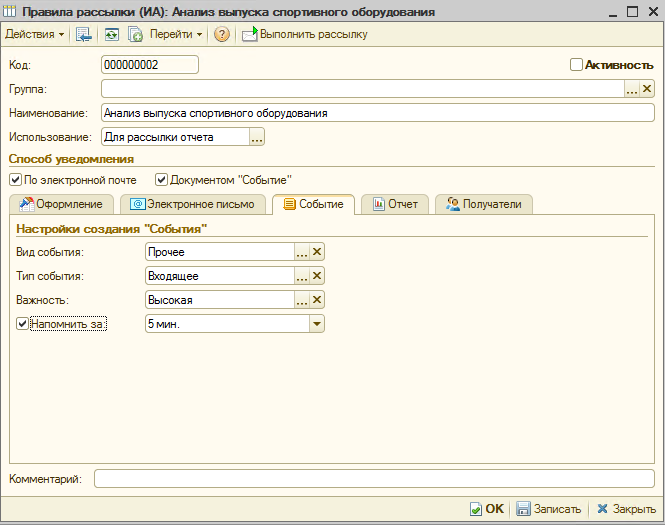 Правила рассылки (ИА): Анализ выпуска спортивного оборудования
Действия Перейти ? Выполнить рассылку
Код: 000000002 Активность
Группа: ... X
Наименование: Анализ выпуска спортивного оборудования
Использование: Для рассылки отчета ...
Способ уведомления
По электронной почте Документом "Событие"
Оформление Электронное письмо Событие Отчет Получатели
Настройки создания "События"
Вид события: Прочее ... X
Тип события: Входящее ... X
Важность: Высокая ... X
Напомнить за: 5 мин.
Комментарий:
OK Записать Закрыть